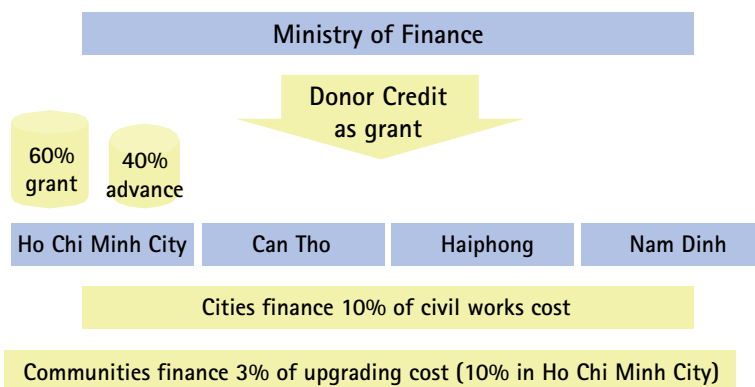 Ministry of Finance
Donor Credit
as grant
60%
grant
40%
advance
Ho Chi Minh City
Can Tho
Haiphong
Nam Dinh
Cities finance 10% of civil works cost
Communities finance 3% of upgrading cost (10% in Ho Chi Minh City)